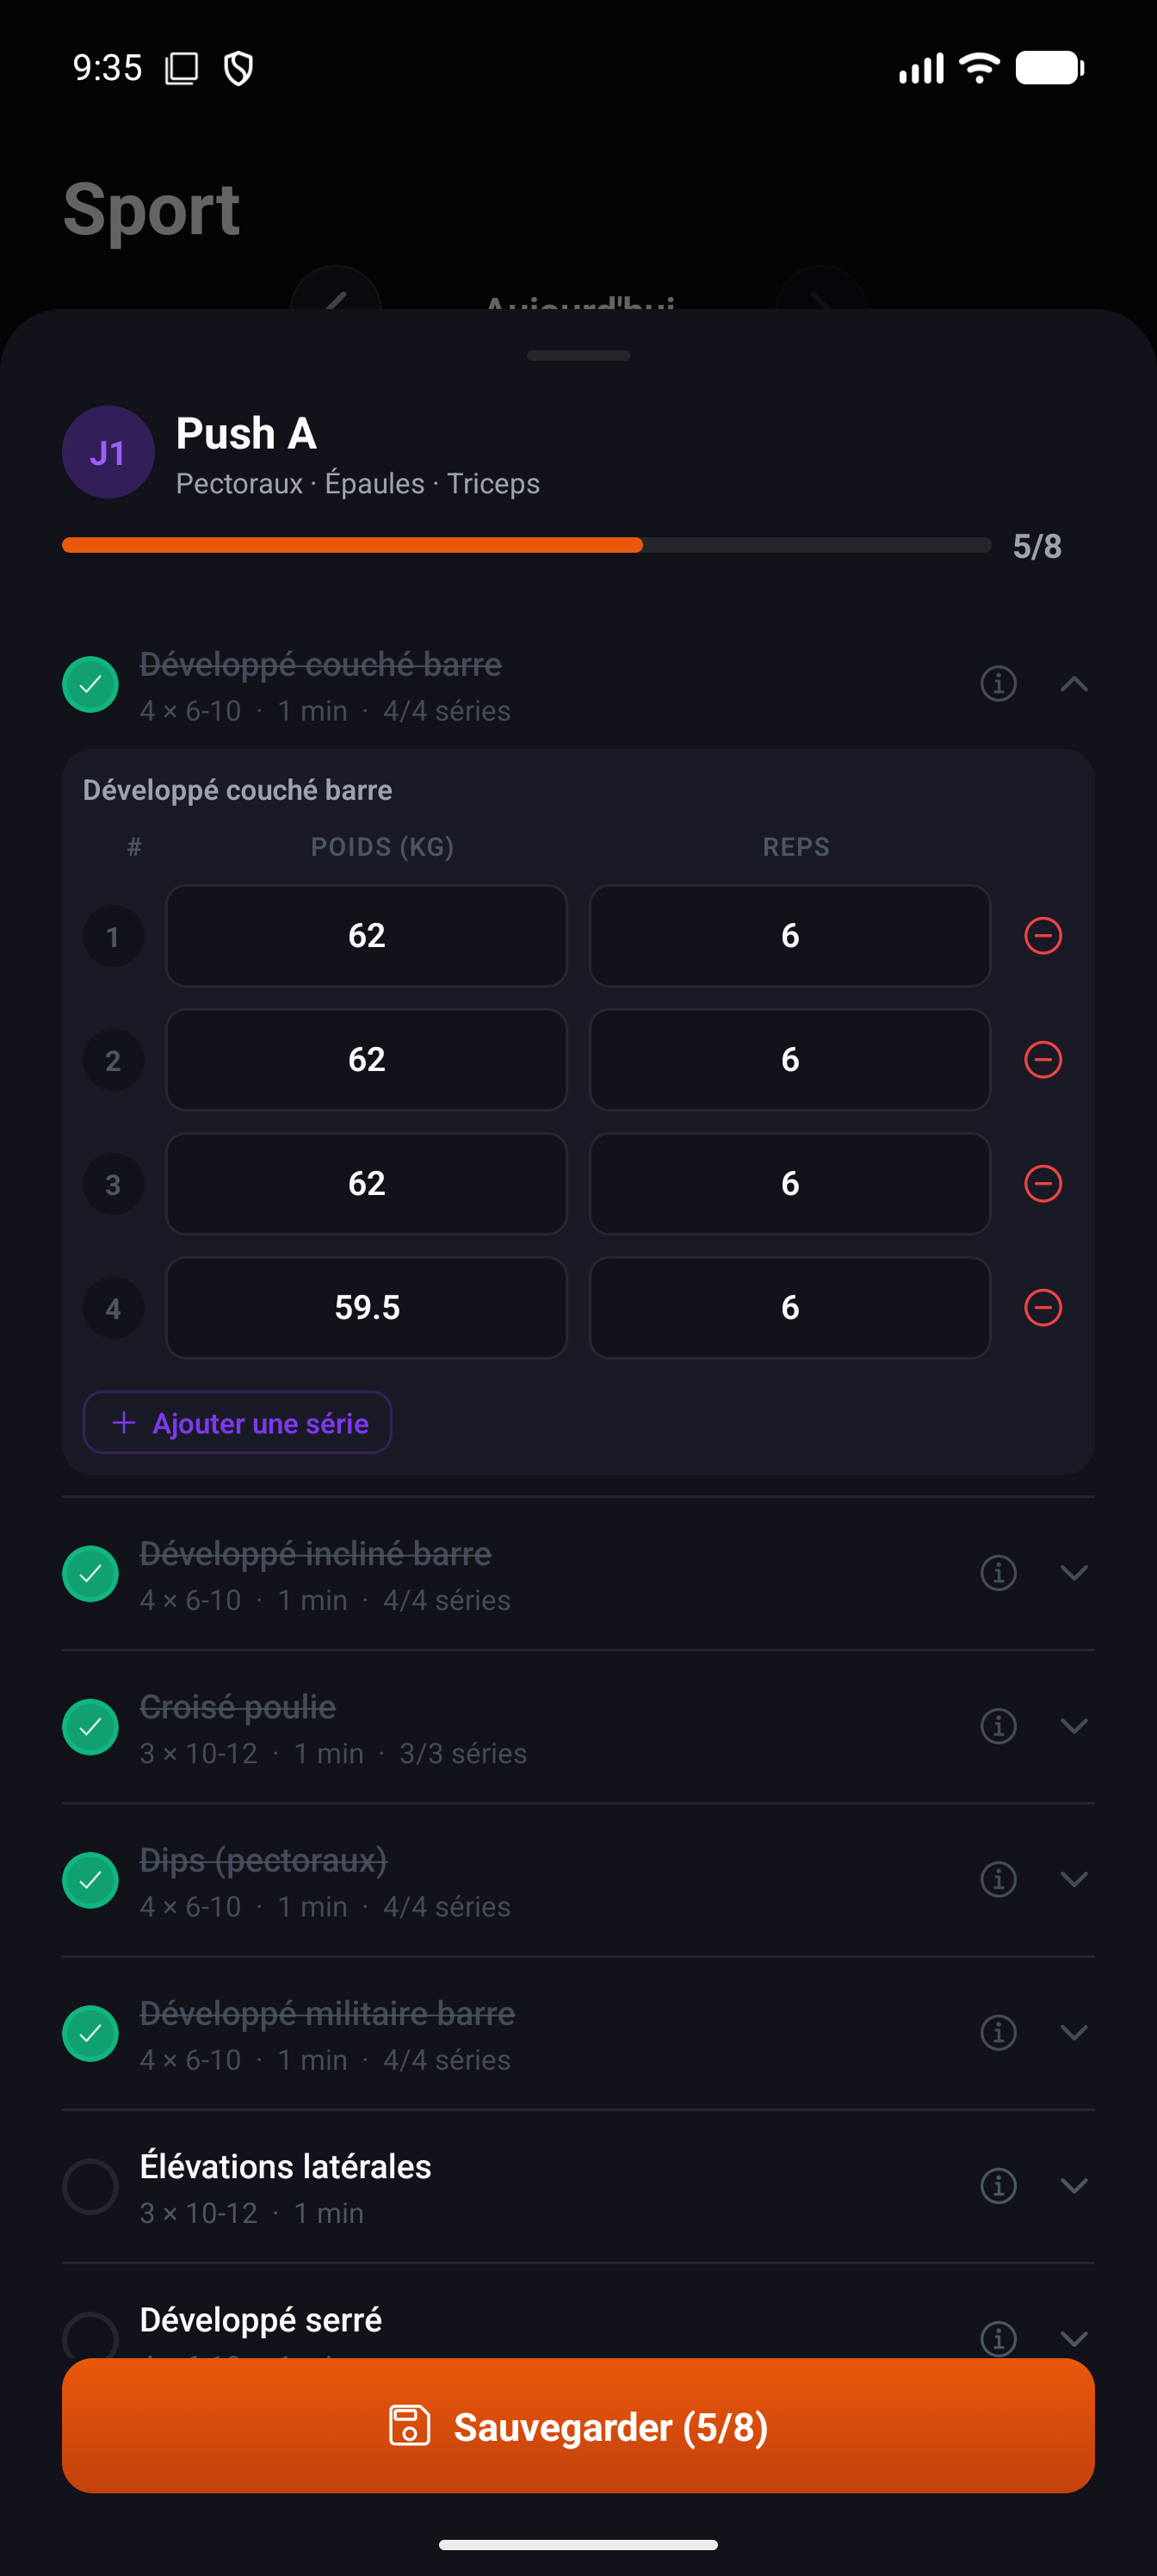 9:35
Sport
Aujourd'hui
J1
Push A
Pectoraux · Épaules · Triceps
5/8
Développé couché barre
4 × 6-10 · 1 min · 4/4 séries
Développé couché barre
# POIDS (KG) REPS
1 62 6
2 62 6
3 62 6
4 59.5 6
+ Ajouter une série
Développé incliné barre
4 × 6-10 · 1 min · 4/4 séries
Croisé poulie
3 × 10-12 · 1 min · 3/3 séries
Dips (pectoraux)
4 × 6-10 · 1 min · 4/4 séries
Développé militaire barre
4 × 6-10 · 1 min · 4/4 séries
Élévations latérales
3 × 10-12 · 1 min
Développé serré
Sauvegarder (5/8)